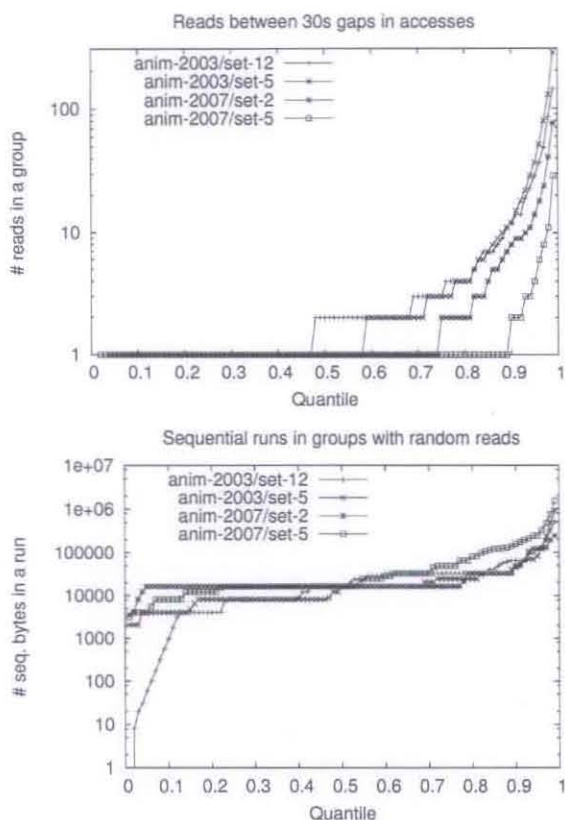 Reads between 30s gaps in accesses
anim-2003/set-12
anim-2003/set-5
anim-2007/set-2
anim-2007/set-5
100
10
1
# reads in a group
0 0.1 0.2 0.3 0.4 0.5 0.6 0.7 0.8 0.9 1
Quantile
Sequential runs in groups with random reads
anim-2003/set-12
anim-2003/set-5
anim-2007/set-2
anim-2007/set-5
1e+07
1e+06
100000
10000
1000
100
10
1
# seq. bytes in a run
0 0.1 0.2 0.3 0.4 0.5 0.6 0.7 0.8 0.9 1
Quantile